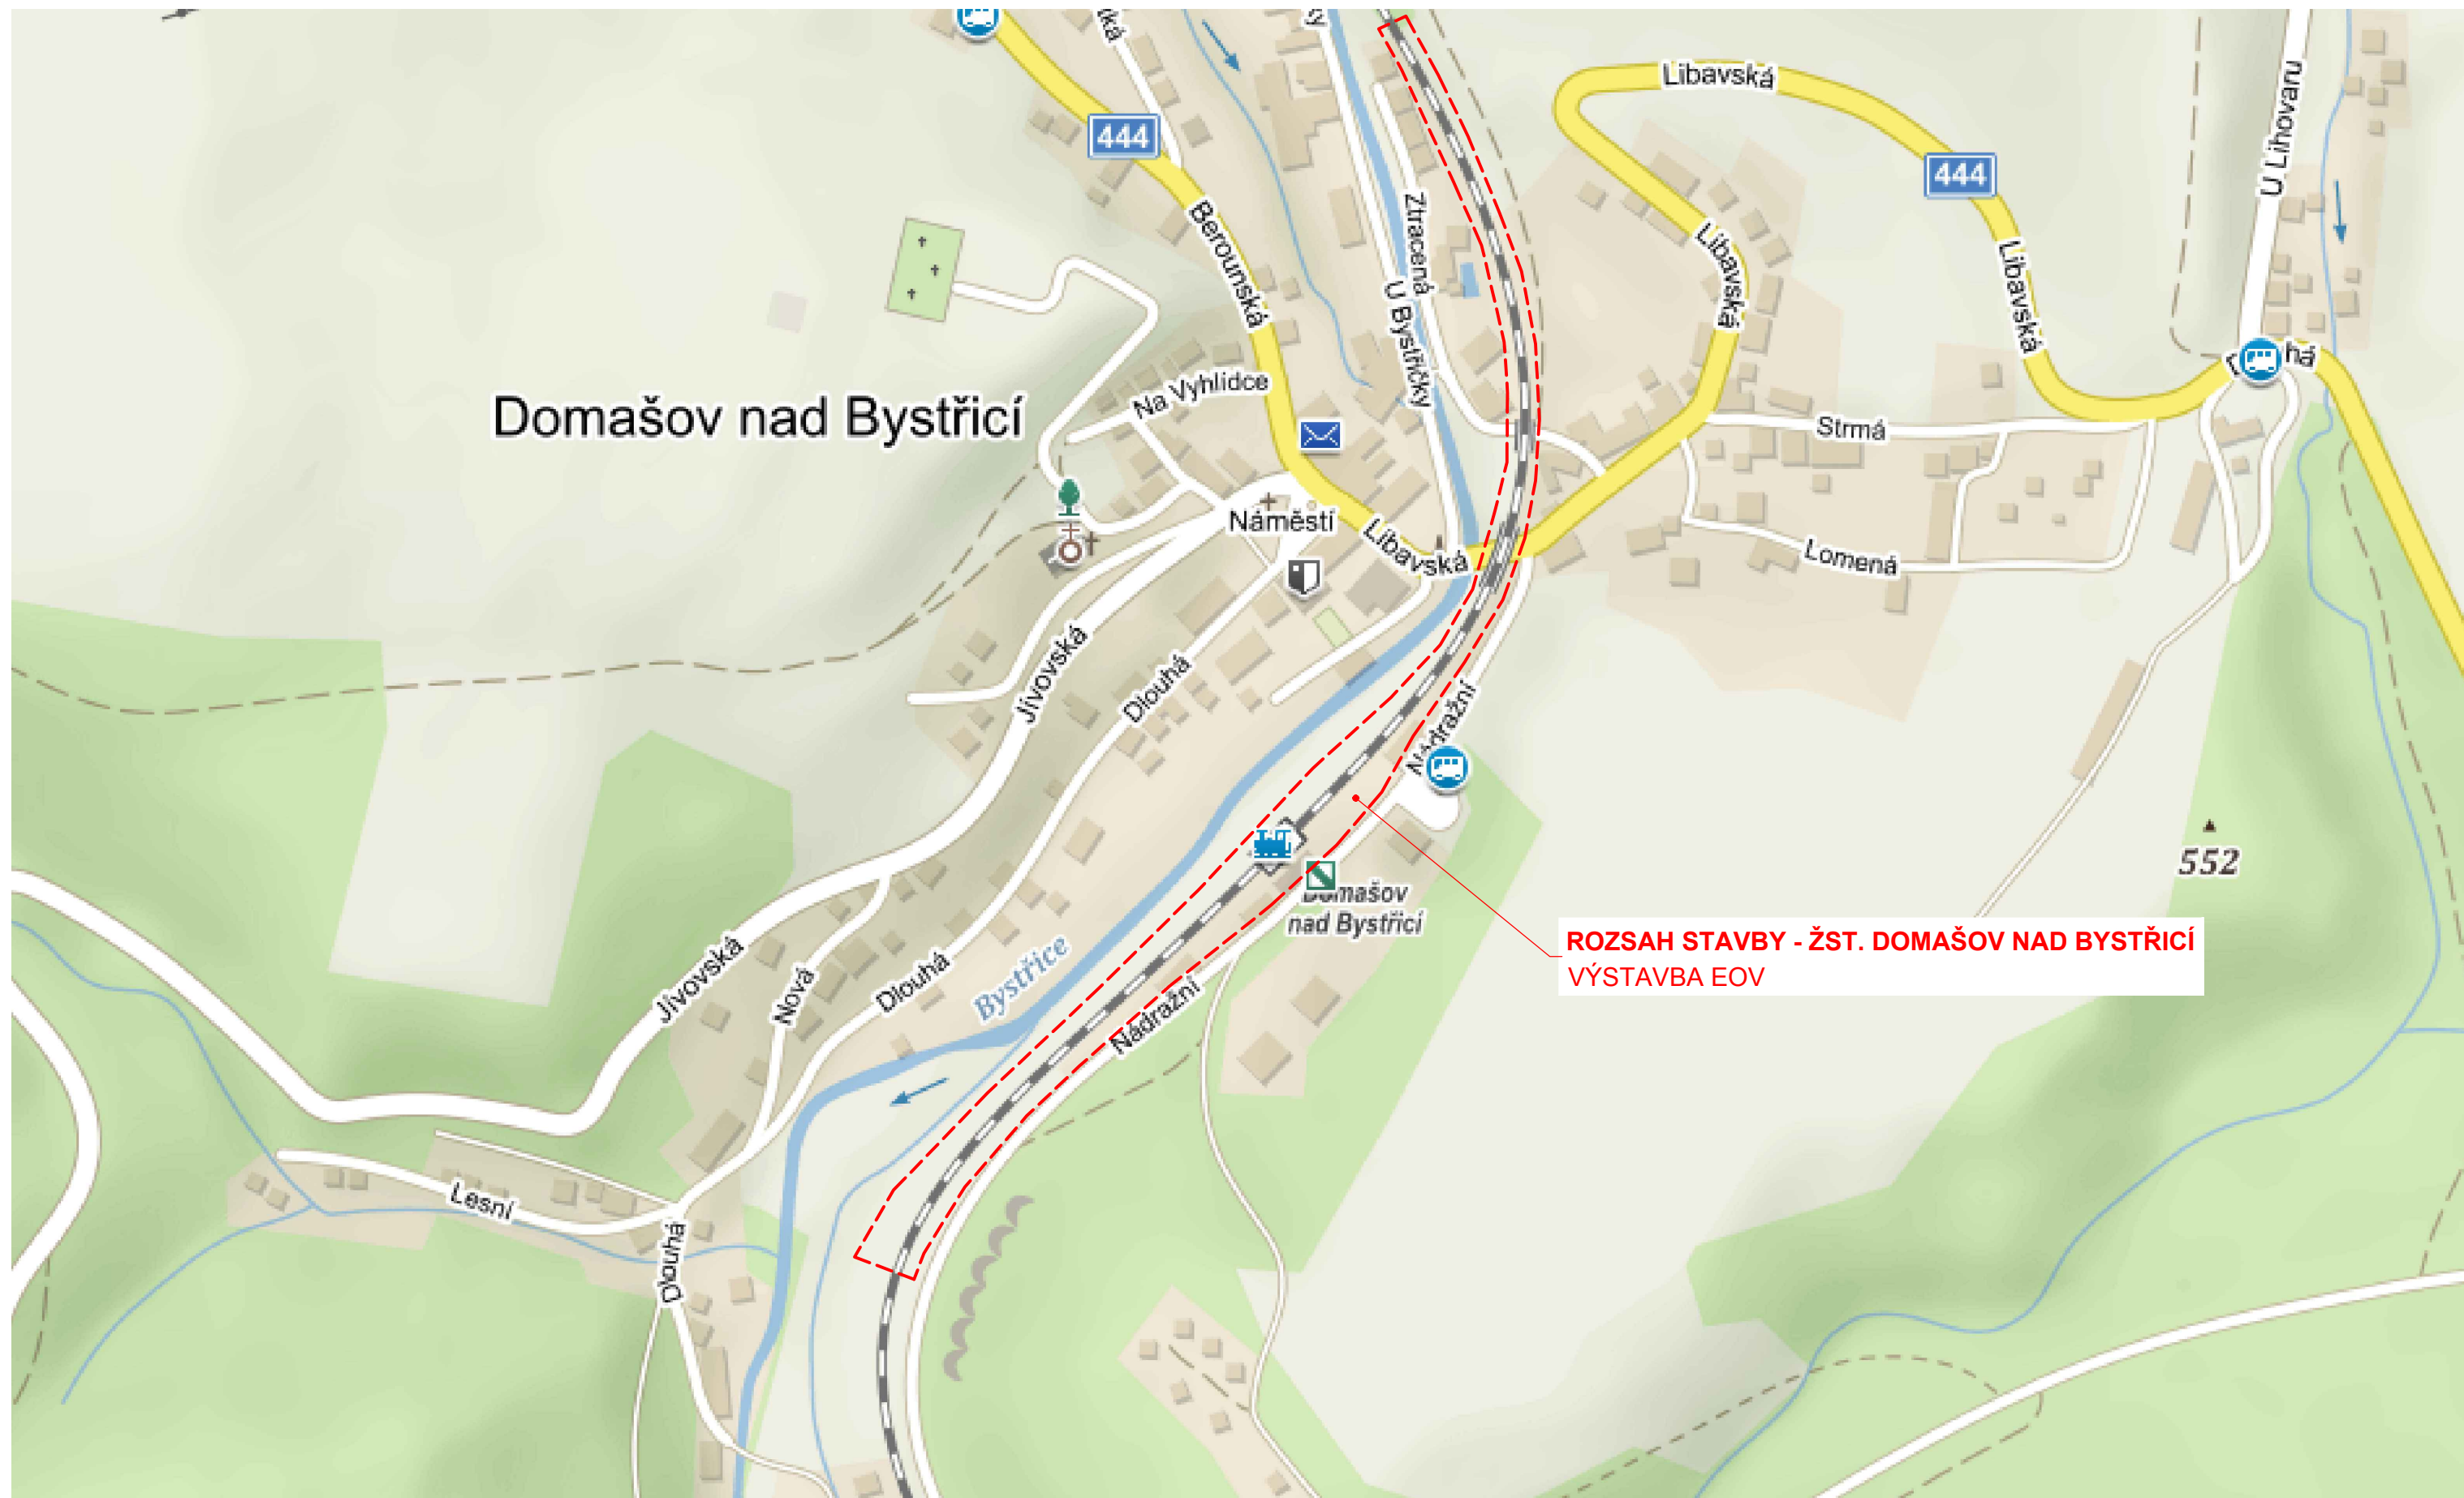 Libavská
444
U Lihovaru
444
Ztracená
Berounská
Libavská
Libavská
U Bystřičky
há
Na Vyhlídce
Domašov nad Bystřicí
Strmá
Náměstí
Libavská
Lomená
Jívovská
Dlouhá
Nádražní
552
Domašov
nad Bystřicí
ROZSAH STAVBY - ŽST. DOMAŠOV NAD BYSTŘICÍ
VÝSTAVBA EOV
Jívovská
Nová
Dlouhá
Bystřice
Nádražní
Lesní
Dlouhá